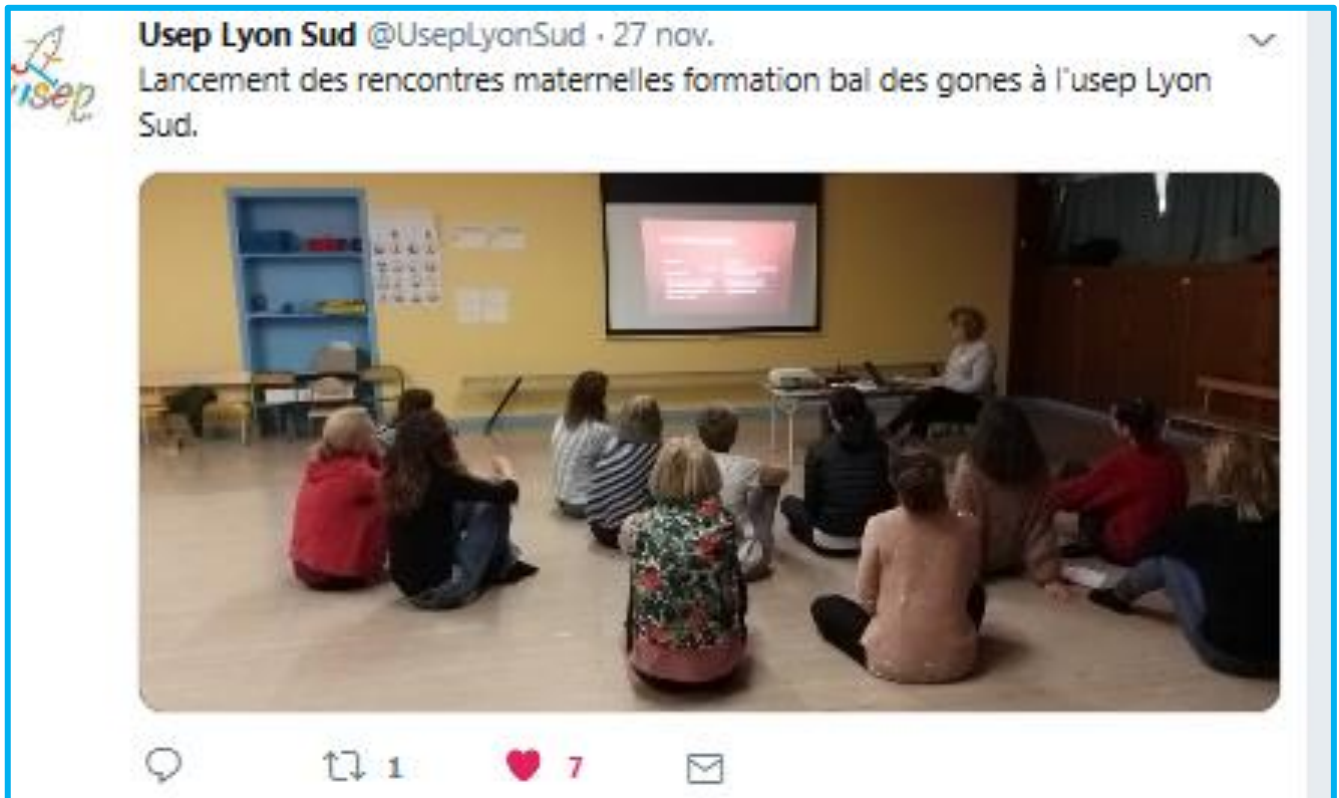 Usep Lyon Sud @UsepLyonSud · 27 nov.
Lancement des rencontres maternelles formation bal des gones à l'usep Lyon
Sud.
usep
1 7